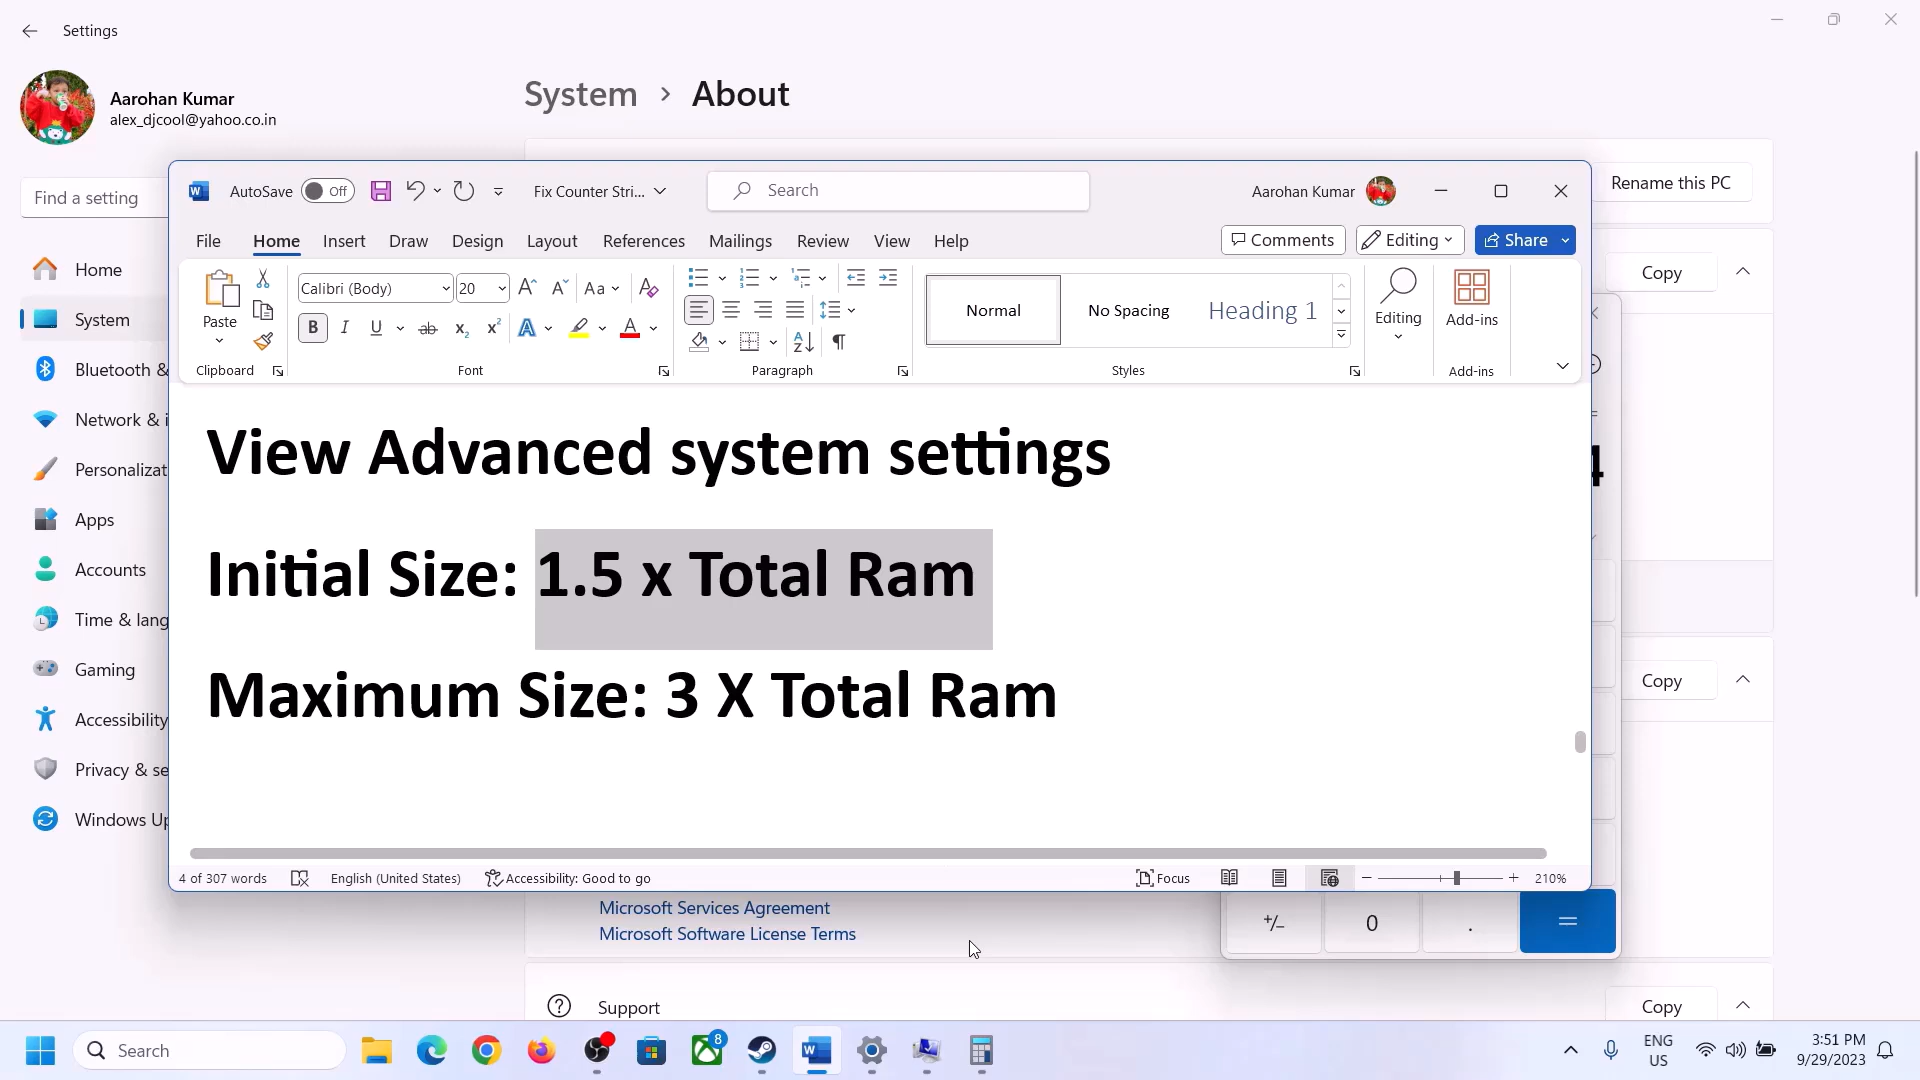 Settings
Aarohan Kumar
alex_djcool@yahoo.co.in
System > About
Find a setting
Rename this PC
Home
System
Bluetooth &
Network & i
Personalizat
Apps
Accounts
Time & lang
Gaming
Accessibility
Privacy & se
Windows Up
AutoSave Off
Fix Counter Stri...
Search
Aarohan Kumar
File Home Insert Draw Design Layout References Mailings Review View Help
Comments Editing Share
Calibri (Body) 20
Paste
Normal No Spacing Heading 1
Editing
Add-ins
Clipboard Font Paragraph Styles Add-ins
Copy
View Advanced system settings
Initial Size: 1.5 x Total Ram
Maximum Size: 3 X Total Ram
Copy
4 of 307 words English (United States) Accessibility: Good to go
Focus 210%
Microsoft Services Agreement
Microsoft Software License Terms
+/- 0 . =
Support
Copy
Search
8
ENG
US
3:51 PM
9/29/2023